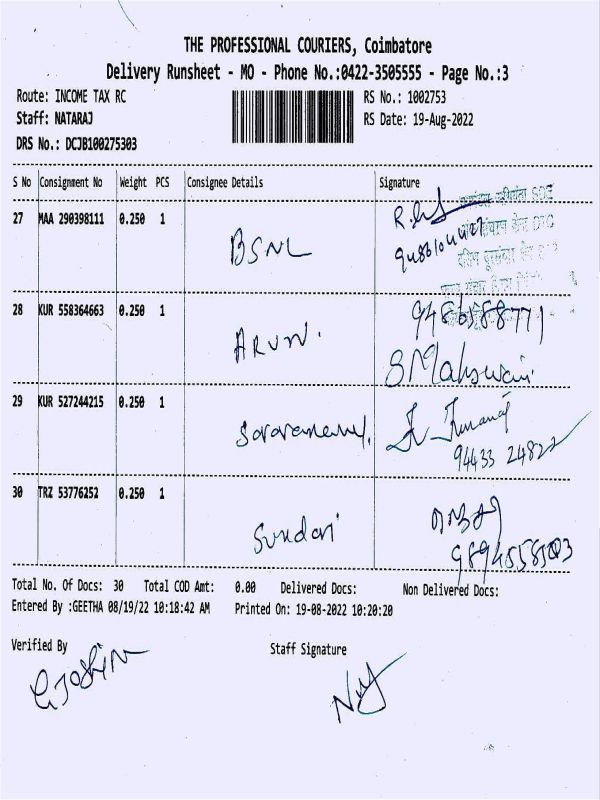 THE PROFESSIONAL COURIERS, Coimbatore
Delivery Runsheet - MO - Phone No.:0422-3505555 - Page No.:3
Route: INCOME TAX RC
RS No.: 1002753
Staff: NATARAJ
RS Date: 19-Aug-2022
DRS No.: DCJB100275303
S No Consignment No Weight PCS Consignee Details Signature
27 MAA 290398111 0.250 1 BSNL
28 KUR 558364663 0.250 1 ARUN. 9486588771
S Maheswari
29 KUR 527244215 0.250 1 Saravanan
94433 24822
30 TRZ 53776252 0.250 1 Sundari
Total No. Of Docs: 30 Total COD Amt: 0.00 Delivered Docs: Non Delivered Docs:
Entered By :GEETHA 08/19/22 10:18:42 AM Printed On: 19-08-2022 10:20:20
Verified By Staff Signature